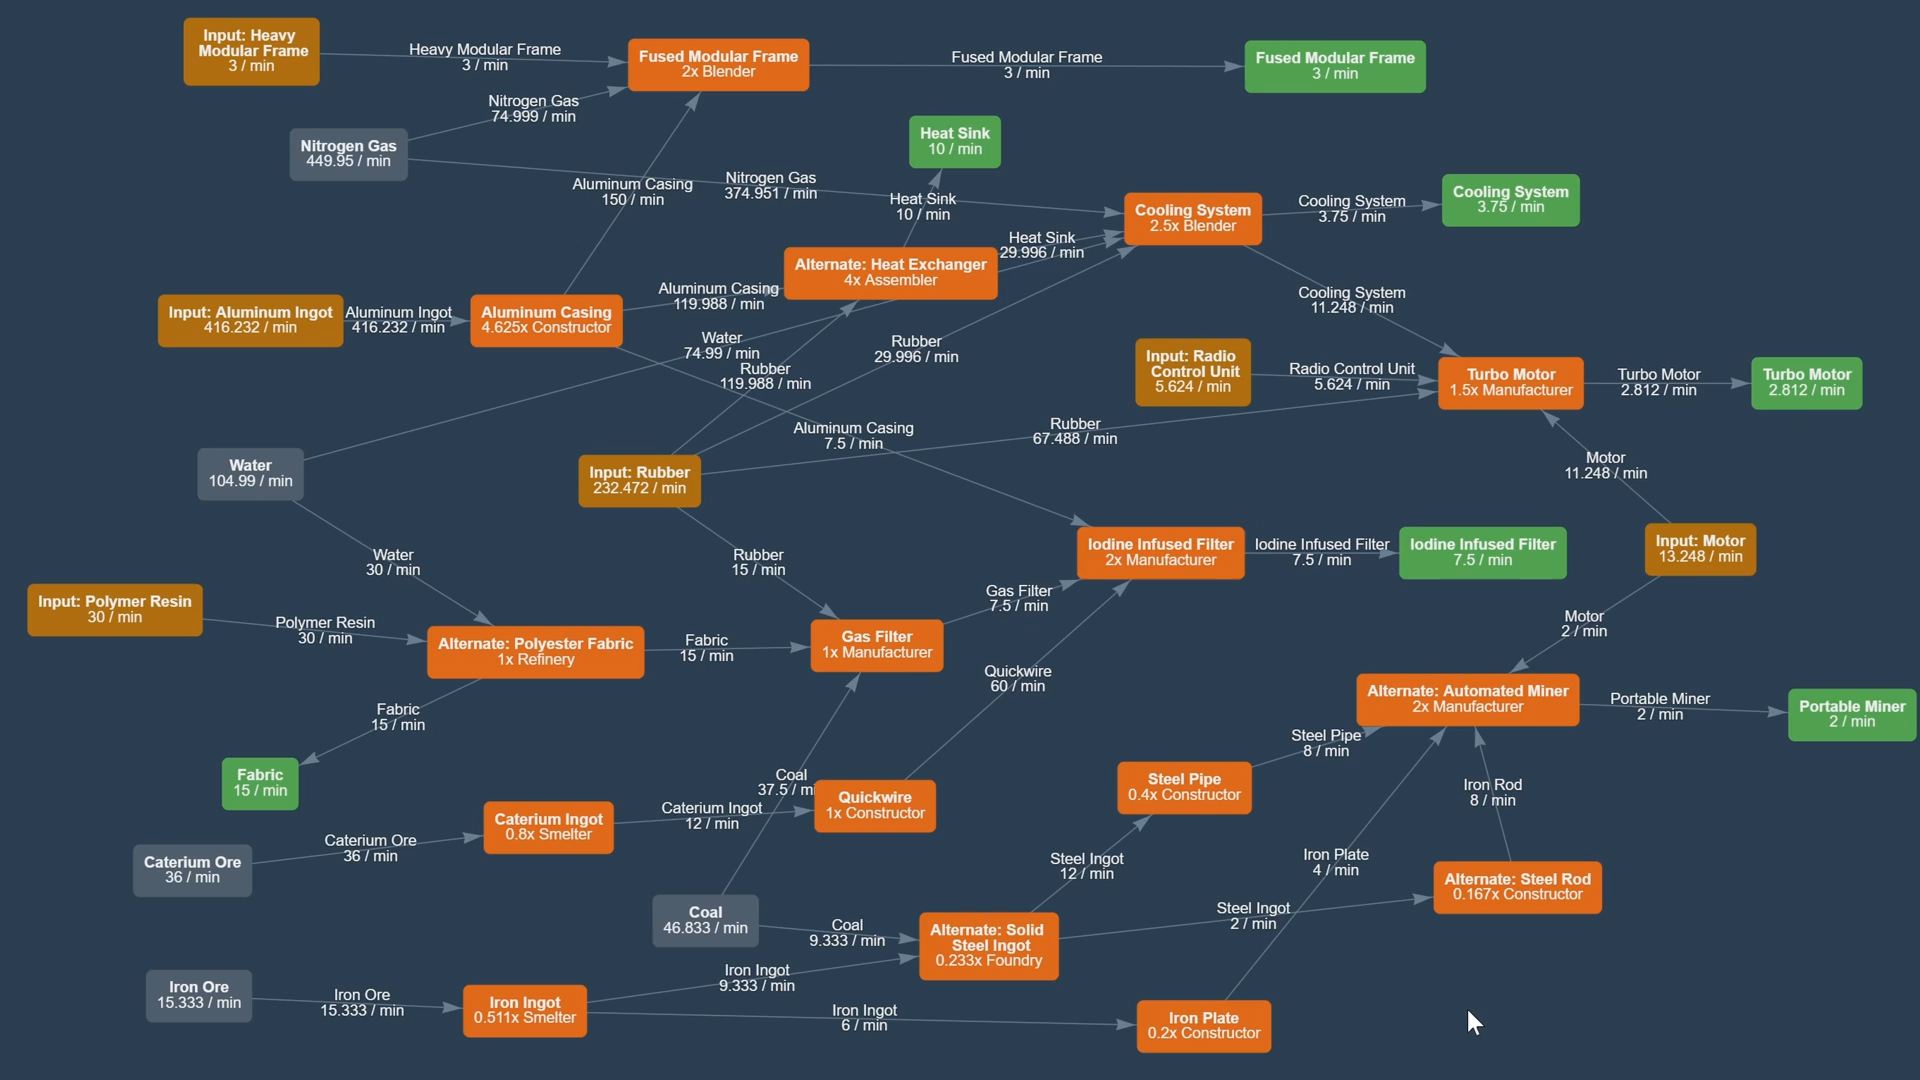 Input: Heavy
Modular Frame
3 / min
Heavy Modular Frame
3 / min
Fused Modular Frame
2x Blender
Fused Modular Frame
3 / min
Fused Modular Frame
3 / min
Nitrogen Gas
74.999 / min
Nitrogen Gas
449.95 / min
Heat Sink
10 / min
Aluminum Casing
150 / min
Nitrogen Gas
374.951 / min
Heat Sink
10 / min
Cooling System
2.5x Blender
Cooling System
3.75 / min
Cooling System
3.75 / min
Alternate: Heat Exchanger
4x Assembler
Heat Sink
29.996 / min
Input: Aluminum Ingot
416.232 / min
Aluminum Ingot
416.232 / min
Aluminum Casing
4.625x Constructor
Aluminum Casing
119.988 / min
Cooling System
11.248 / min
Water
74.99 / min
Rubber
119.988 / min
Rubber
29.996 / min
Input: Radio
Control Unit
5.624 / min
Radio Control Unit
5.624 / min
Turbo Motor
1.5x Manufacturer
Turbo Motor
2.812 / min
Turbo Motor
2.812 / min
Aluminum Casing
7.5 / min
Rubber
67.488 / min
Water
104.99 / min
Input: Rubber
232.472 / min
Motor
11.248 / min
Water
30 / min
Rubber
15 / min
Iodine Infused Filter
2x Manufacturer
Iodine Infused Filter
7.5 / min
Iodine Infused Filter
7.5 / min
Input: Motor
13.248 / min
Input: Polymer Resin
30 / min
Polymer Resin
30 / min
Alternate: Polyester Fabric
1x Refinery
Fabric
15 / min
Gas Filter
1x Manufacturer
Gas Filter
7.5 / min
Motor
2 / min
Quickwire
60 / min
Alternate: Automated Miner
2x Manufacturer
Portable Miner
2 / min
Portable Miner
2 / min
Fabric
15 / min
Steel Pipe
8 / min
Fabric
15 / min
Coal
37.5 / mi
Steel Pipe
0.4x Constructor
Iron Rod
8 / min
Caterium Ingot
0.8x Smelter
Caterium Ingot
12 / min
Quickwire
1x Constructor
Caterium Ore
36 / min
Caterium Ore
36 / min
Steel Ingot
12 / min
Iron Plate
4 / min
Alternate: Steel Rod
0.167x Constructor
Coal
46.833 / min
Coal
9.333 / min
Alternate: Solid
Steel Ingot
0.233x Foundry
Steel Ingot
2 / min
Iron Ore
15.333 / min
Iron Ore
15.333 / min
Iron Ingot
0.511x Smelter
Iron Ingot
9.333 / min
Iron Ingot
6 / min
Iron Plate
0.2x Constructor